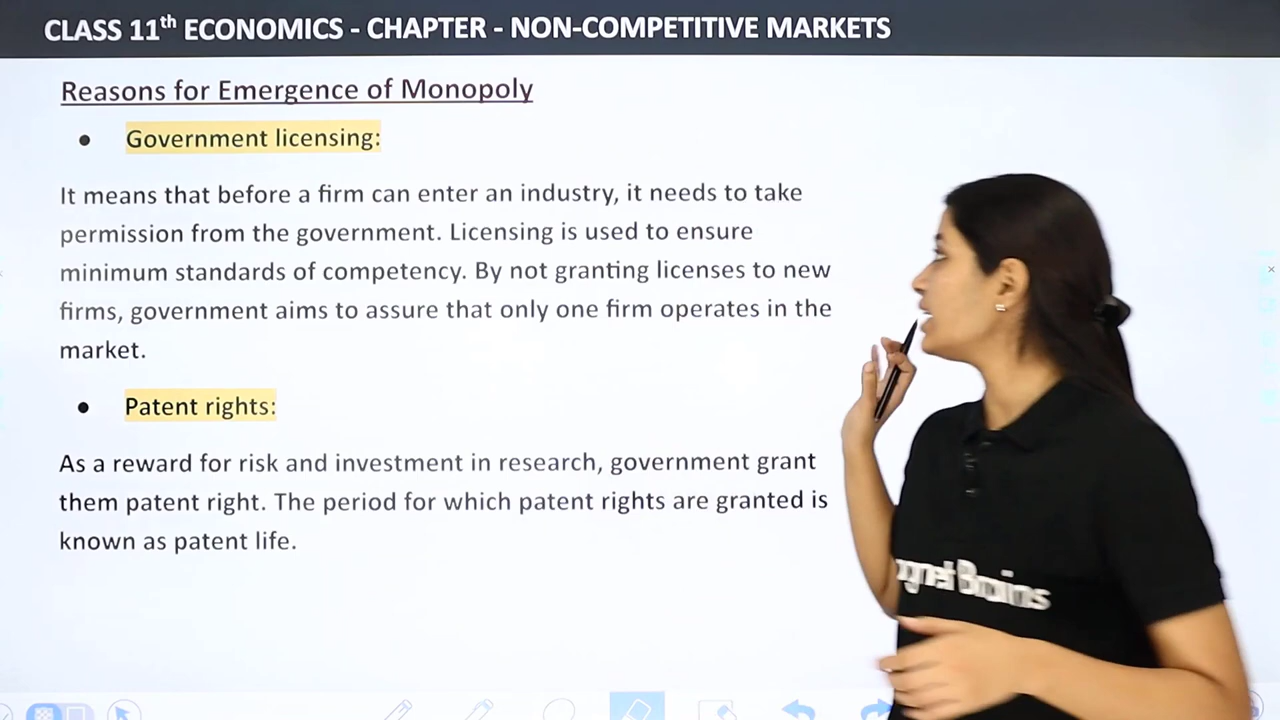 CLASS 11th ECONOMICS - CHAPTER - NON-COMPETITIVE MARKETS
Reasons for Emergence of Monopoly
● Government licensing:
It means that before a firm can enter an industry, it needs to take
permission from the government. Licensing is used to ensure
minimum standards of competency. By not granting licenses to new
firms, government aims to assure that only one firm operates in the
market.
● Patent rights:
As a reward for risk and investment in research, government grant
them patent right. The period for which patent rights are granted is
known as patent life.
Brains